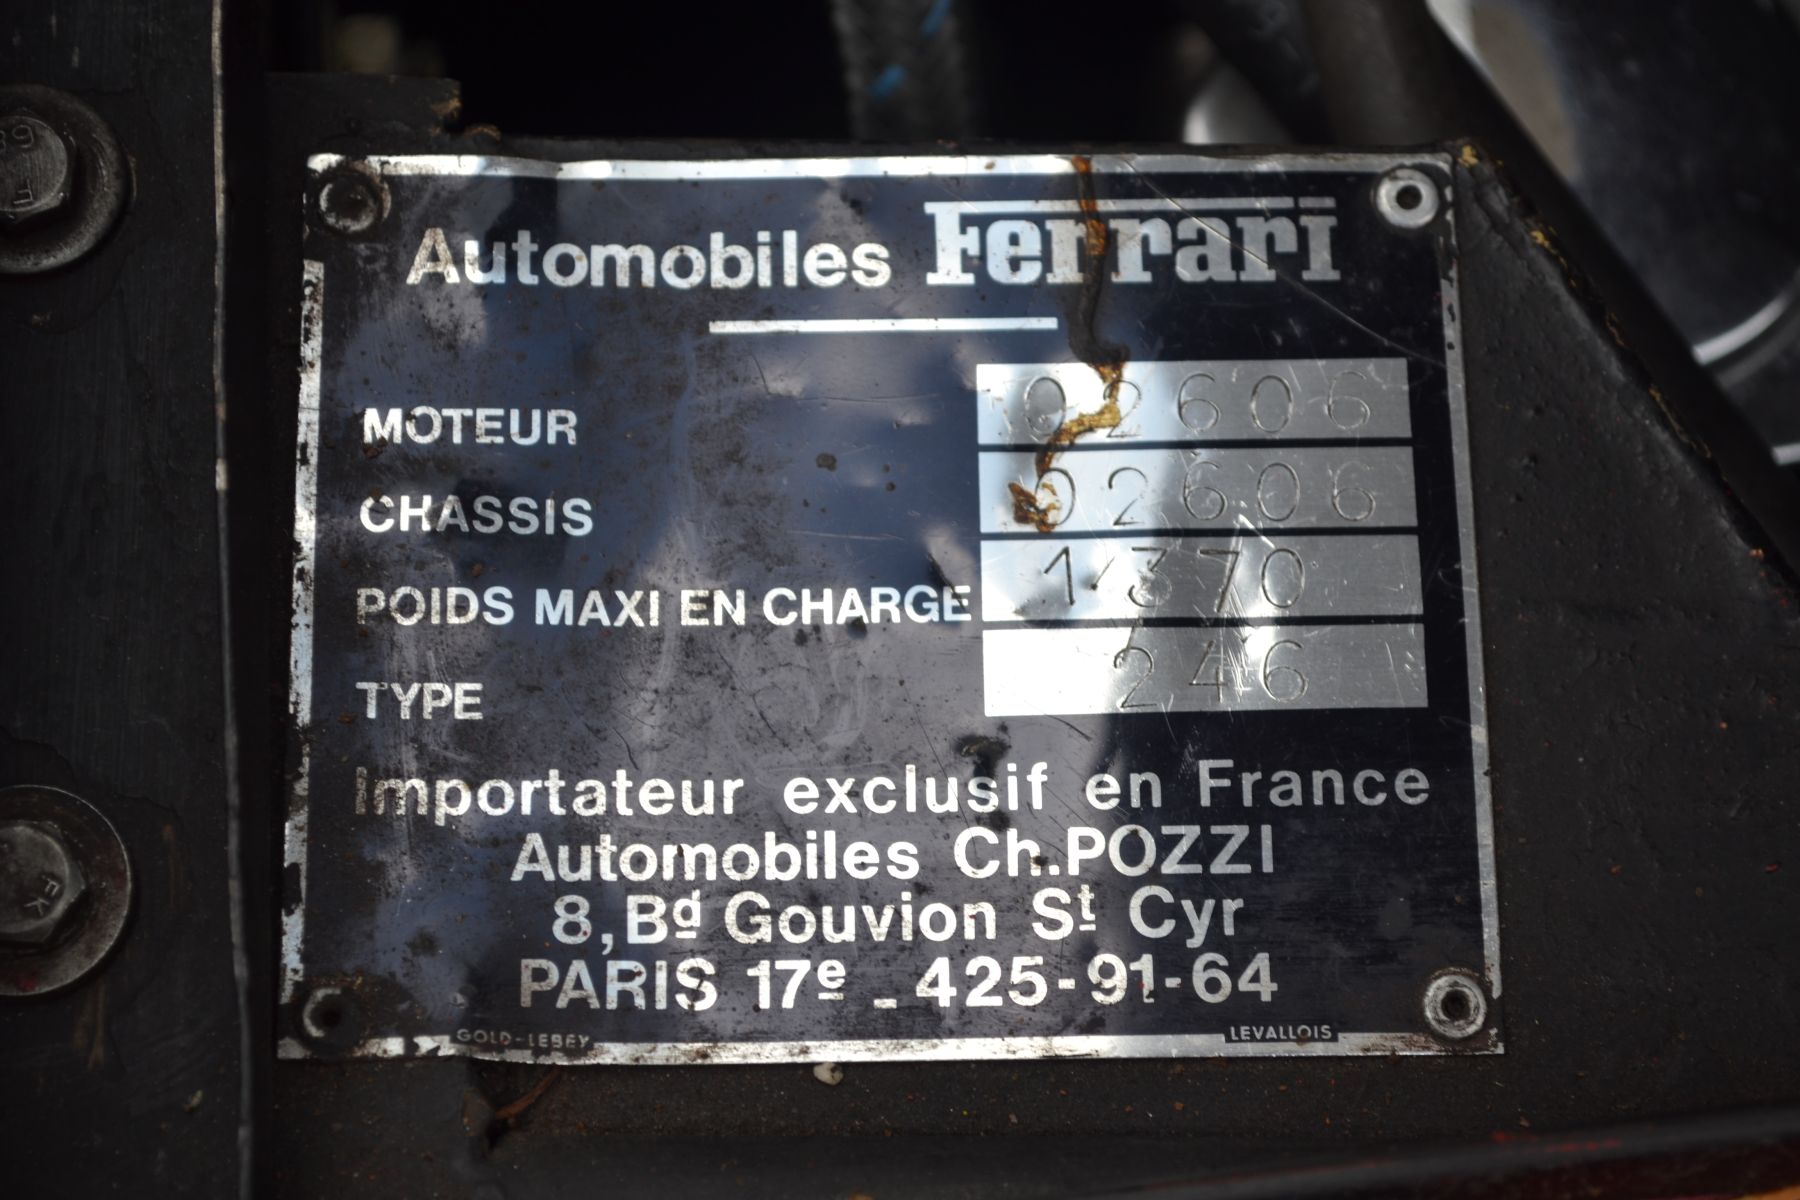 Automobiles Ferrari
MOTEUR 02606
CHASSIS 02606
POIDS MAXI EN CHARGE 1370
TYPE 246
Importateur exclusif en France
Automobiles Ch.POZZI
8, Bd Gouvion St Cyr
PARIS 17e - 425-91-64
GOLD-LEBEY LEVALLOIS
FK